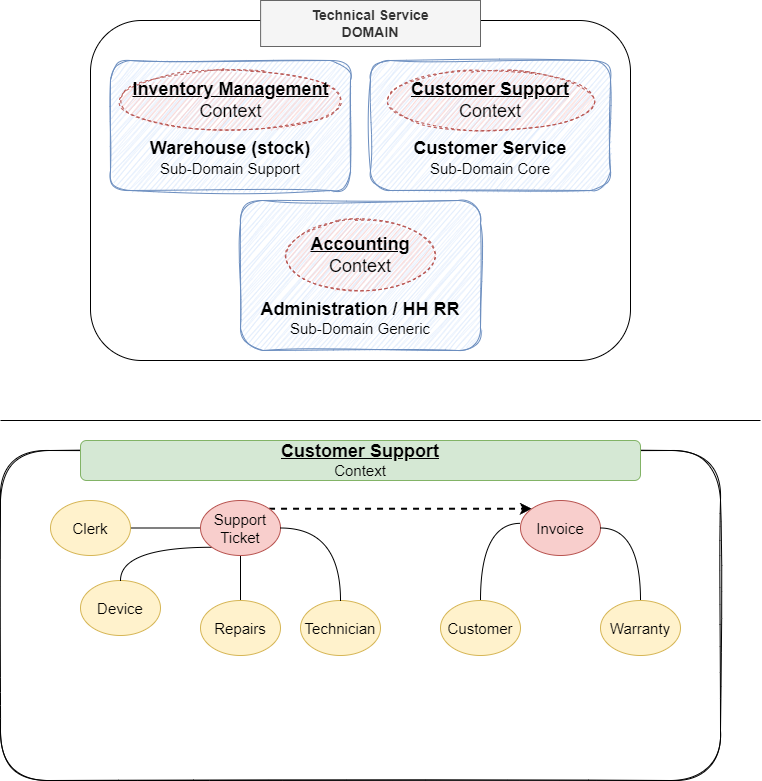 Technical Service
DOMAIN
Inventory Management
Context
Warehouse (stock)
Sub-Domain Support
Customer Support
Context
Customer Service
Sub-Domain Core
Accounting
Context
Administration / HH RR
Sub-Domain Generic
Customer Support
Context
Clerk
Support
Ticket
Invoice
Device
Repairs
Technician
Customer
Warranty